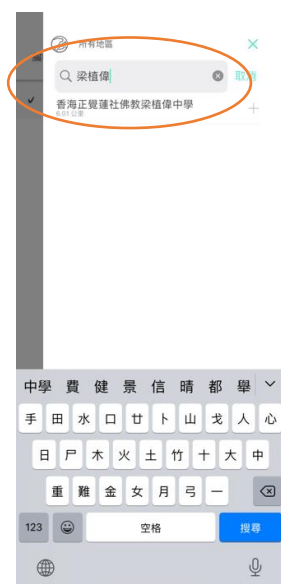 所有地區
梁植偉
取消
香海正覺蓮社佛教梁植偉中學
6.01 公里
中學 費 健 景 信 晴 都 舉
手 田 水 口 廿 卜 山 戈 人 心
日 尸 木 火 土 竹 十 大 中
重 難 金 女 月 弓 一
123 空格 搜尋